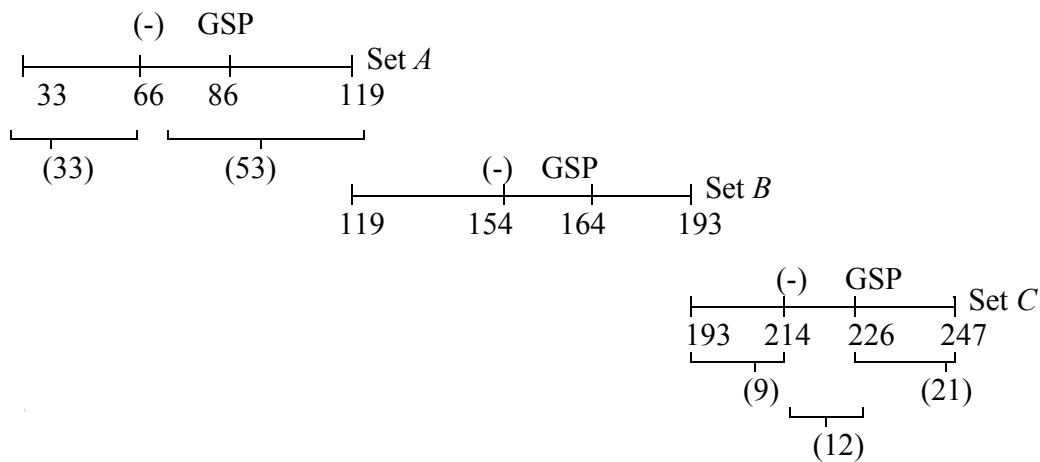 (-) GSP
Set A
33 66 86 119
(33) (53)
(-) GSP
Set B
119 154 164 193
(-) GSP
Set C
193 214 226 247
(9) (21)
(12)